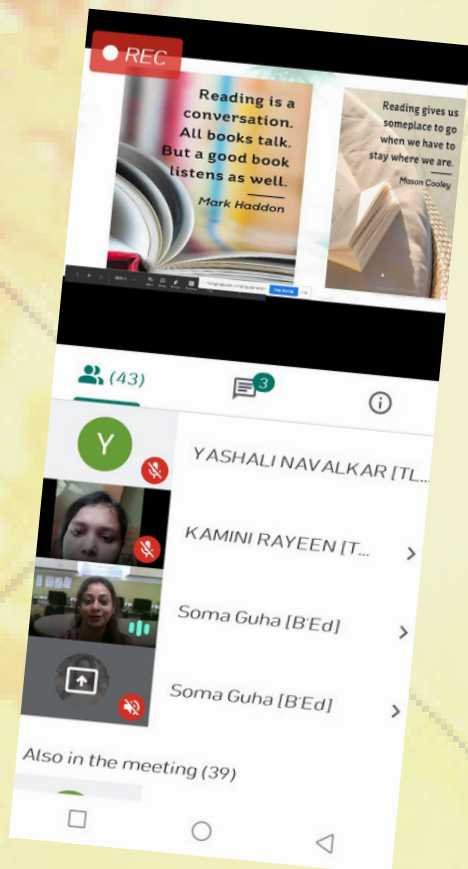 REC
Reading is a
conversation.
All books talk.
But a good book
listens as well.
Mark Haddon
Reading gives us
someplace to go
when we have to
stay where we are.
Mason Cooley
(43)
3
Y
YASHALI NAVALKAR [TL...
KAMINI RAYEEN [T...
Soma Guha [B'Ed]
Soma Guha [B'Ed]
Also in the meeting (39)